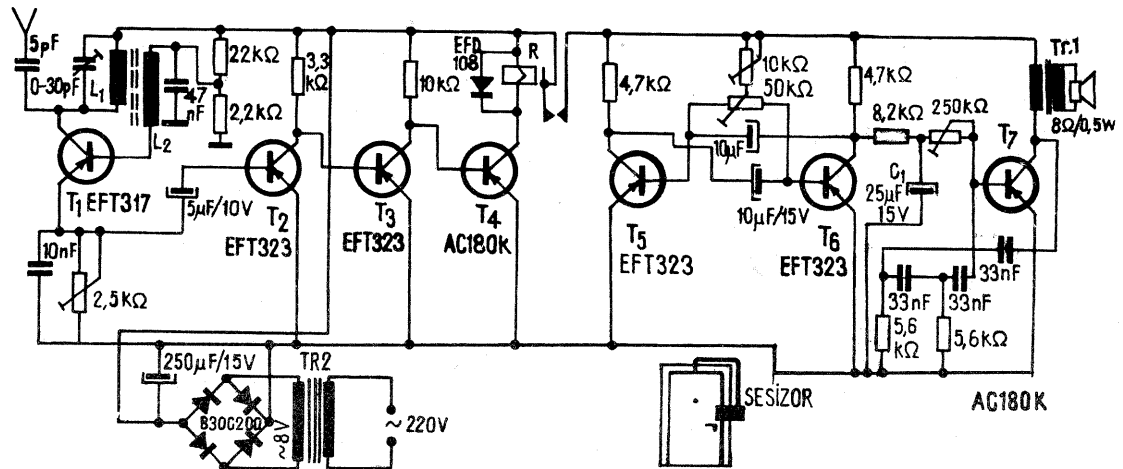 5pF
0-30pF
L1
L2
47
nF
22kΩ
2,2kΩ
3,3
kΩ
10kΩ
EFD
108
R
4,7kΩ
10kΩ
50kΩ
4,7kΩ
8,2kΩ
250kΩ
Tr.1
8Ω/0,5W
10μF
10μF/15V
C1
25μF
15V
T1 EFT317
5μF/10V
T2
EFT323
T3
EFT323
T4
AC180K
T5
EFT323
T6
EFT323
T7
AC180K
10nF
2,5kΩ
33nF
33nF
33nF
5,6
kΩ
5,6kΩ
250μF/15V
TR2
B30C200
~8V
~ 220V
SESİZOR